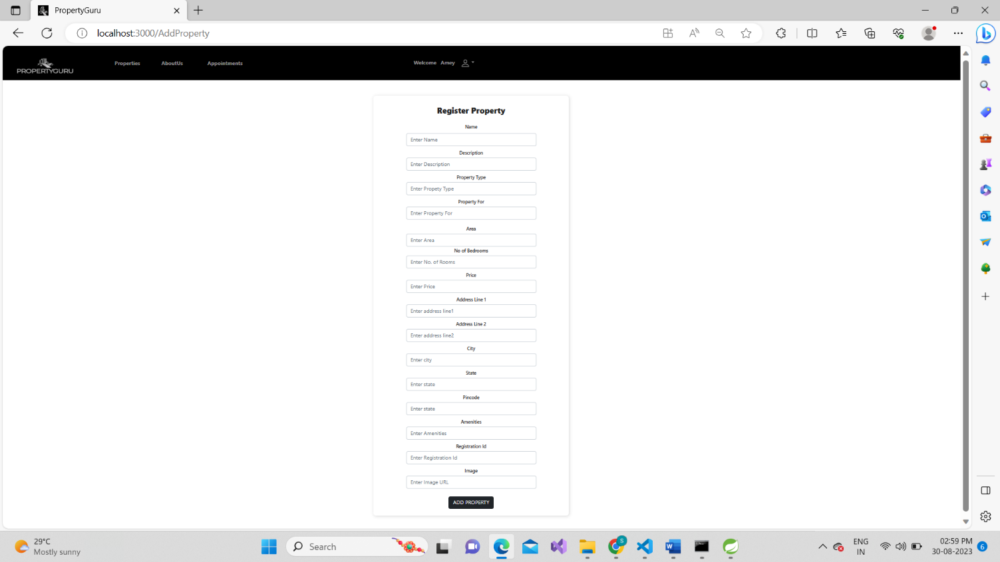 PropertyGuru
localhost:3000/AddProperty
PROPERTYGURU
Properties AboutUs Appointments Welcome Amey
Register Property
Name
Enter Name
Description
Enter Description
Property Type
Enter Propety Type
Property For
Enter Property For
Area
Enter Area
No of Bedrooms
Enter No. of Rooms
Price
Enter Price
Address Line 1
Enter address line1
Address Line 2
Enter address line2
City
Enter city
State
Enter state
Pincode
Enter state
Amenities
Enter Amenities
Registration Id
Enter Registration Id
Image
Enter Image URL
ADD PROPERTY
29°C
Mostly sunny
Search
S
ENG
IN
02:59 PM
30-08-2023
6